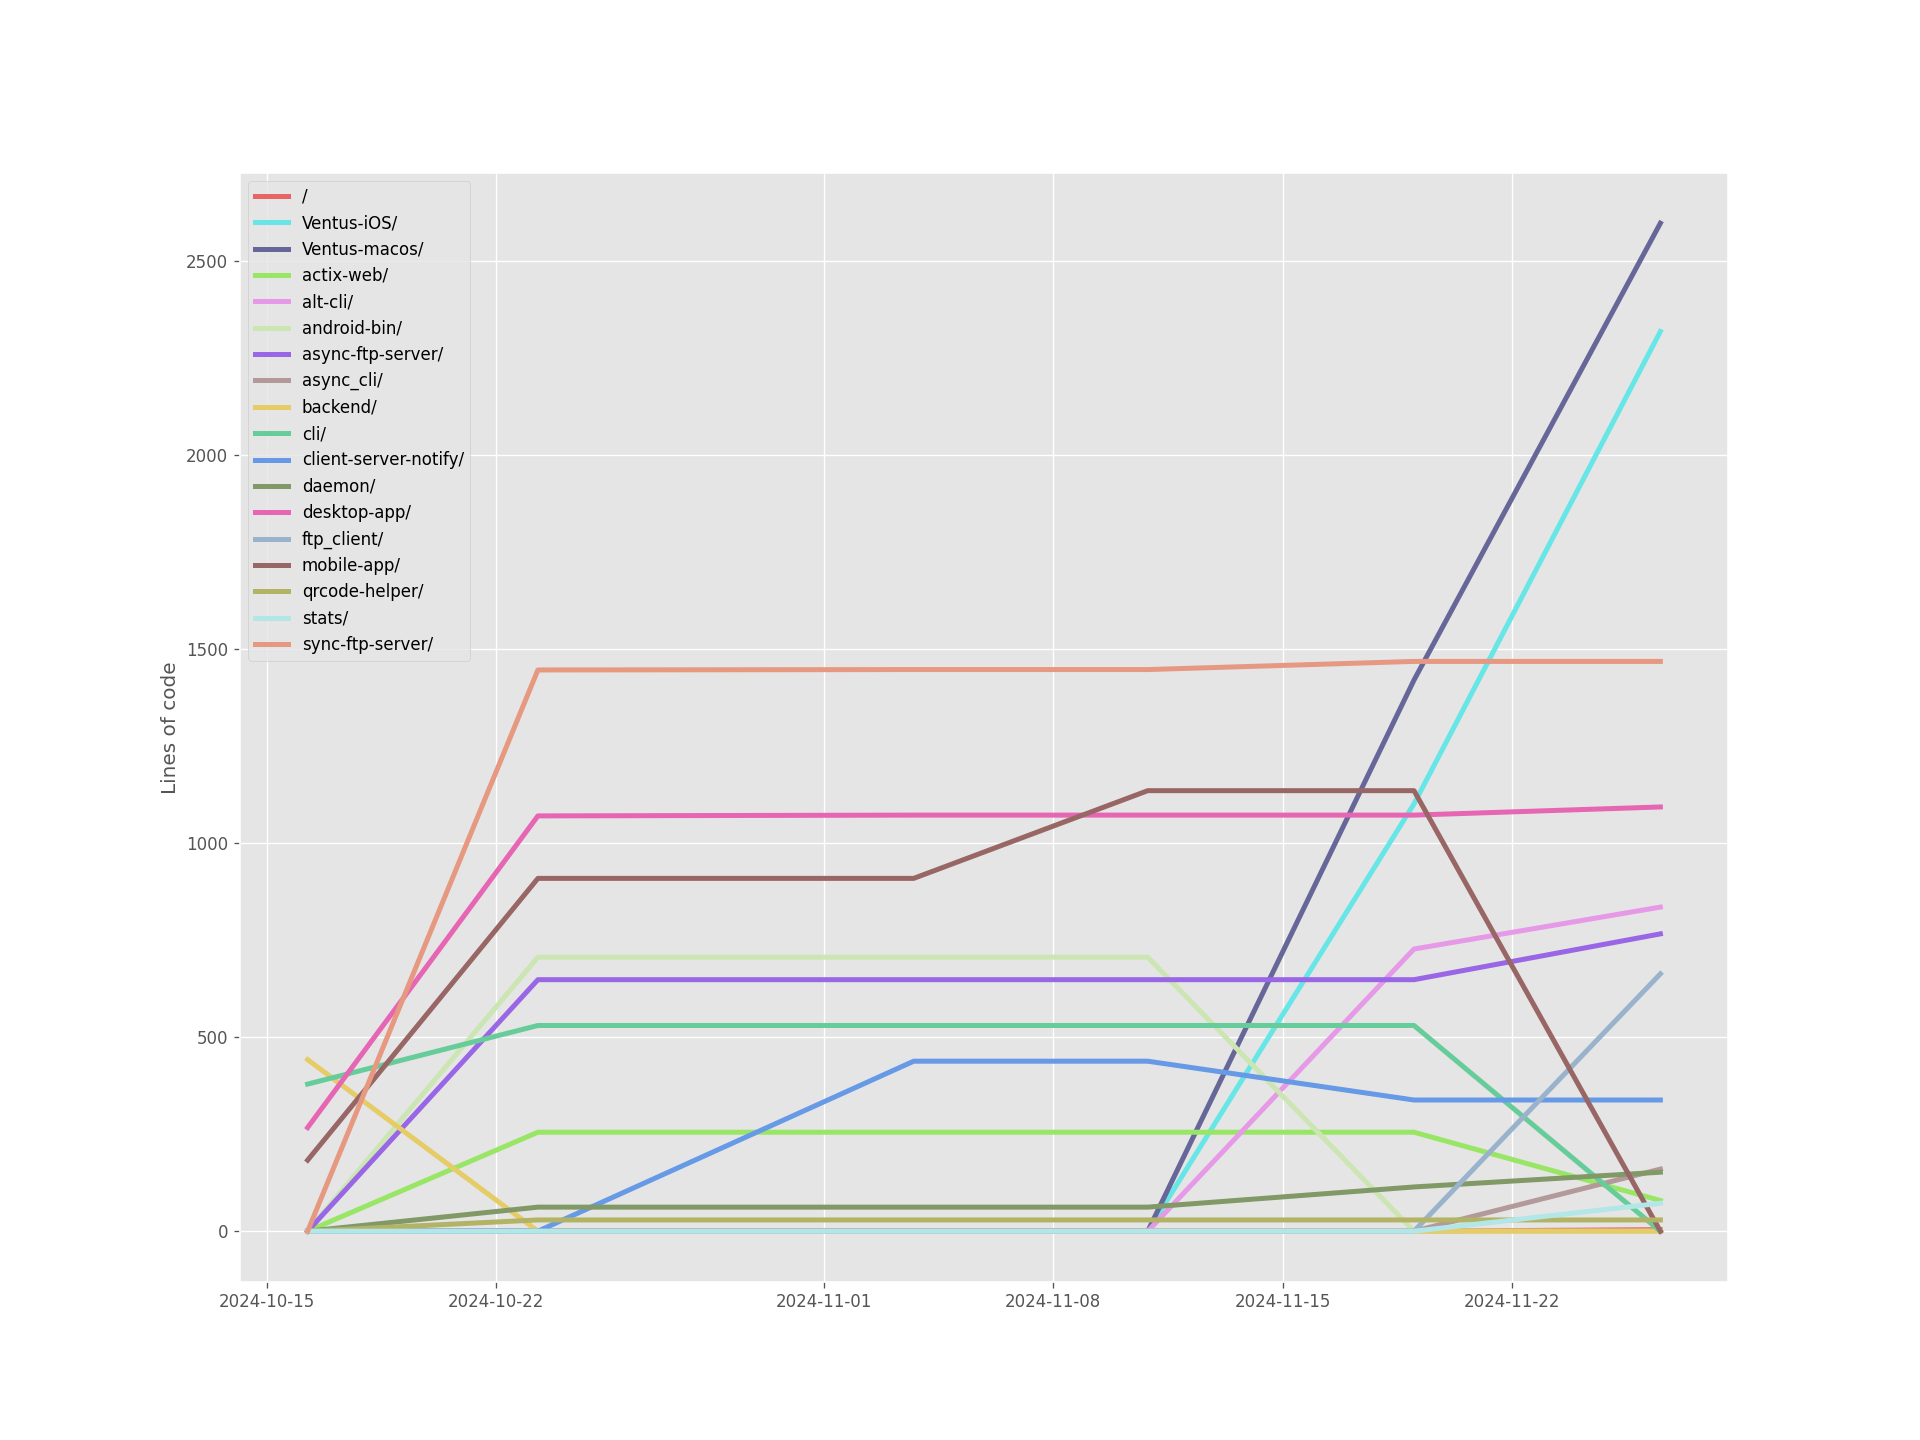 /
Ventus-iOS/
Ventus-macos/
actix-web/
alt-cli/
android-bin/
async-ftp-server/
async_cli/
backend/
cli/
client-server-notify/
daemon/
desktop-app/
ftp_client/
mobile-app/
qrcode-helper/
stats/
sync-ftp-server/
Lines of code
2500
2000
1500
1000
500
0
2024-10-15 2024-10-22 2024-11-01 2024-11-08 2024-11-15 2024-11-22